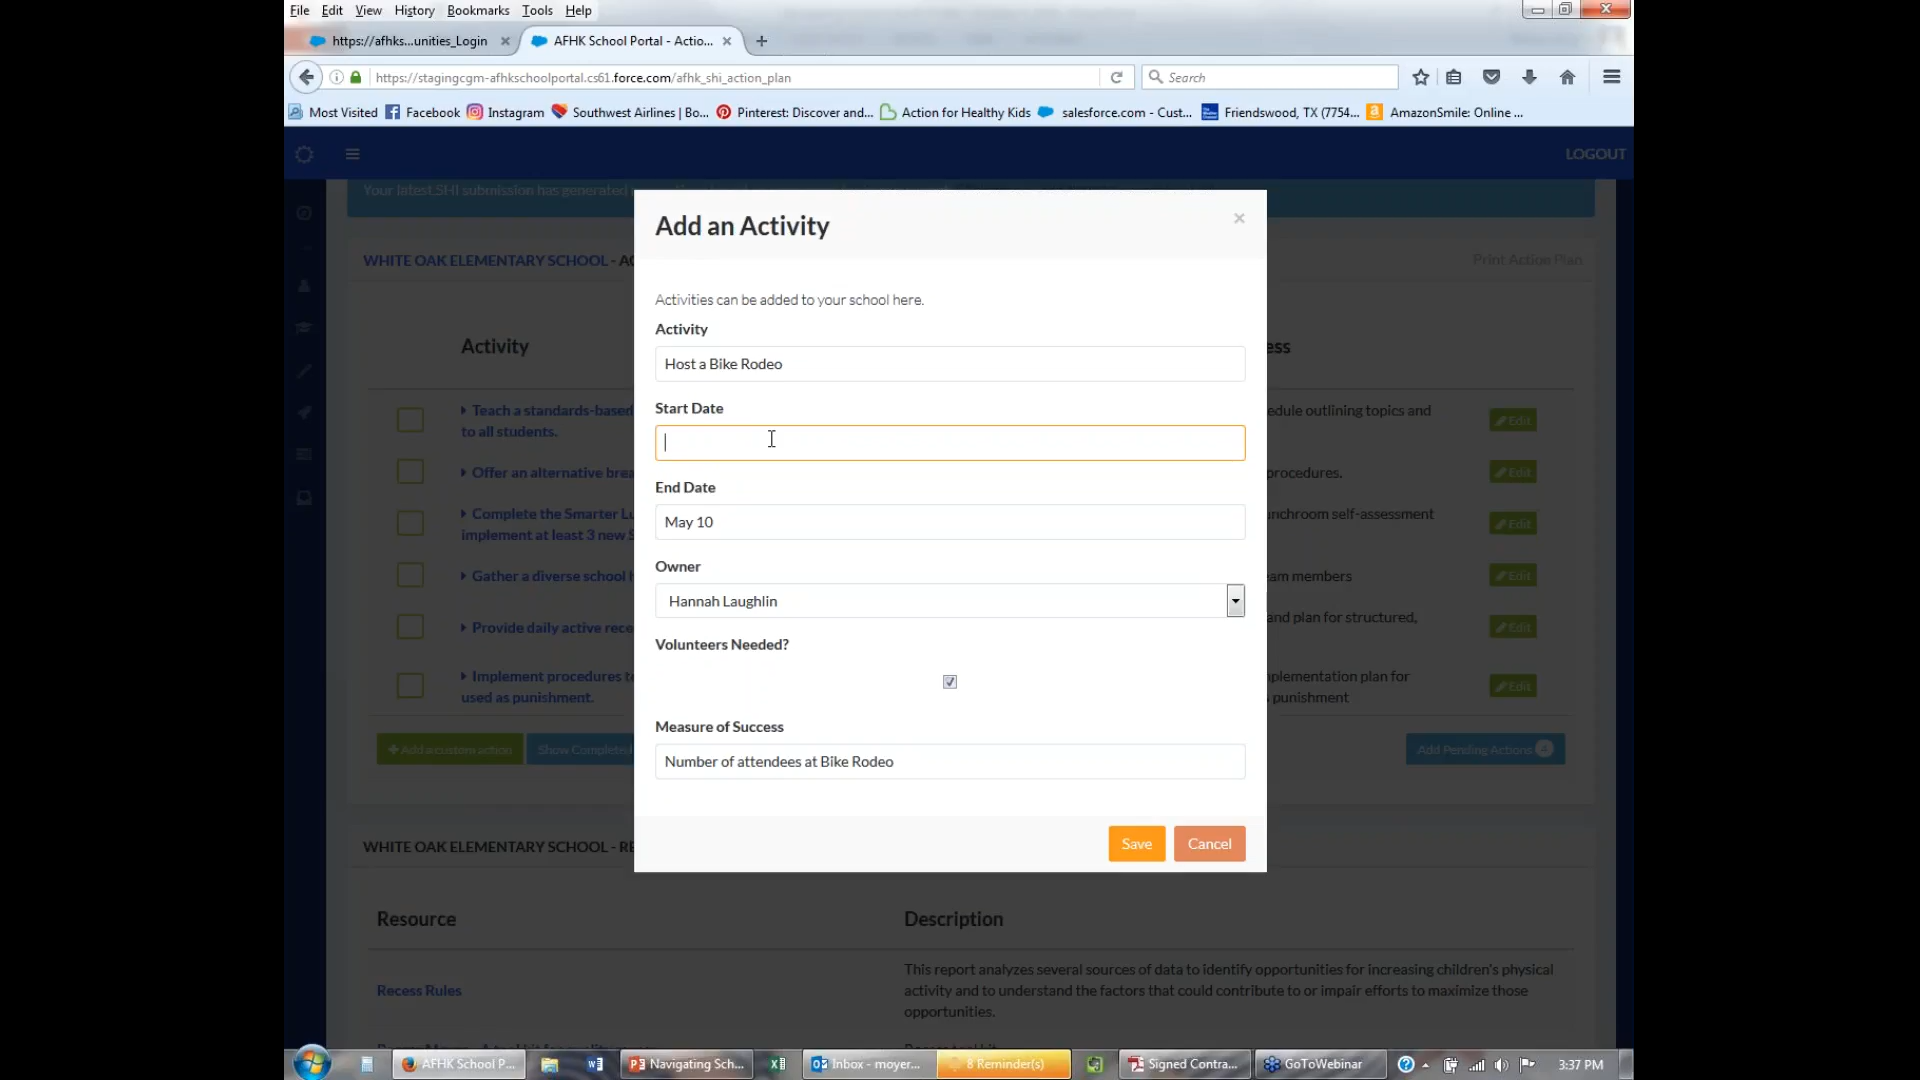 File Edit View History Bookmarks Tools Help
https://afhks...unities_Login AFHK School Portal - Actio...
https://stagingcgm-afhkschoolportal.cs61.force.com/afhk_shi_action_plan Search
Most Visited Facebook Instagram Southwest Airlines | Bo... Pinterest: Discover and... Action for Healthy Kids salesforce.com - Cust... Friendswood, TX (7754... AmazonSmile: Online ...
LOGOUT
Your latest SHI submission has generated
Add an Activity
WHITE OAK ELEMENTARY SCHOOL - AC
Print Action Plan
Activities can be added to your school here.
Activity
Activity
ess
Host a Bike Rodeo
Start Date
Teach a standards-based
to all students.
edule outlining topics and
Edit
Offer an alternative brea
procedures.
Edit
End Date
May 10
Complete the Smarter Lu
implement at least 3 new S
unchroom self-assessment
Edit
Owner
Gather a diverse school h
eam members
Edit
Hannah Laughlin
Provide daily active rece
and plan for structured,
Edit
Volunteers Needed?
Implement procedures to
used as punishment.
mplementation plan for
s punishment
Edit
Measure of Success
Number of attendees at Bike Rodeo
Add a custom action Show Completed
Add Pending Actions
Save Cancel
WHITE OAK ELEMENTARY SCHOOL - RE
Resource Description
Recess Rules
This report analyzes several sources of data to identify opportunities for increasing children's physical
activity and to understand the factors that could contribute to or impair efforts to maximize those
opportunities.
AFHK School P... Navigating Sch... Inbox - moyer... 8 Reminder(s) Signed Contra... GoToWebinar 3:37 PM